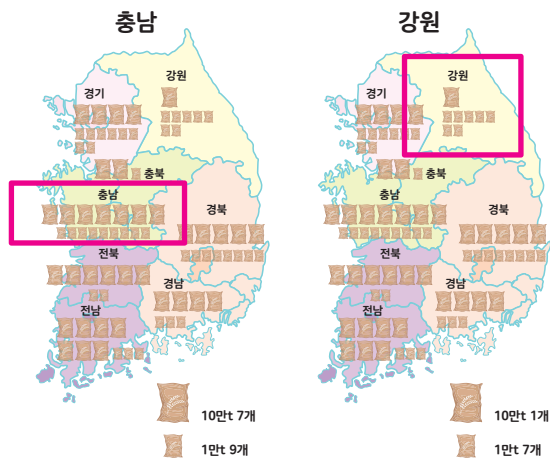 충남
강원
경기
강원
충북
충남
경북
전북
경남
전남
10만t 7개
1만t 9개
강원
경기
충북
충남
경북
전북
경남
전남
10만t 1개
1만t 7개